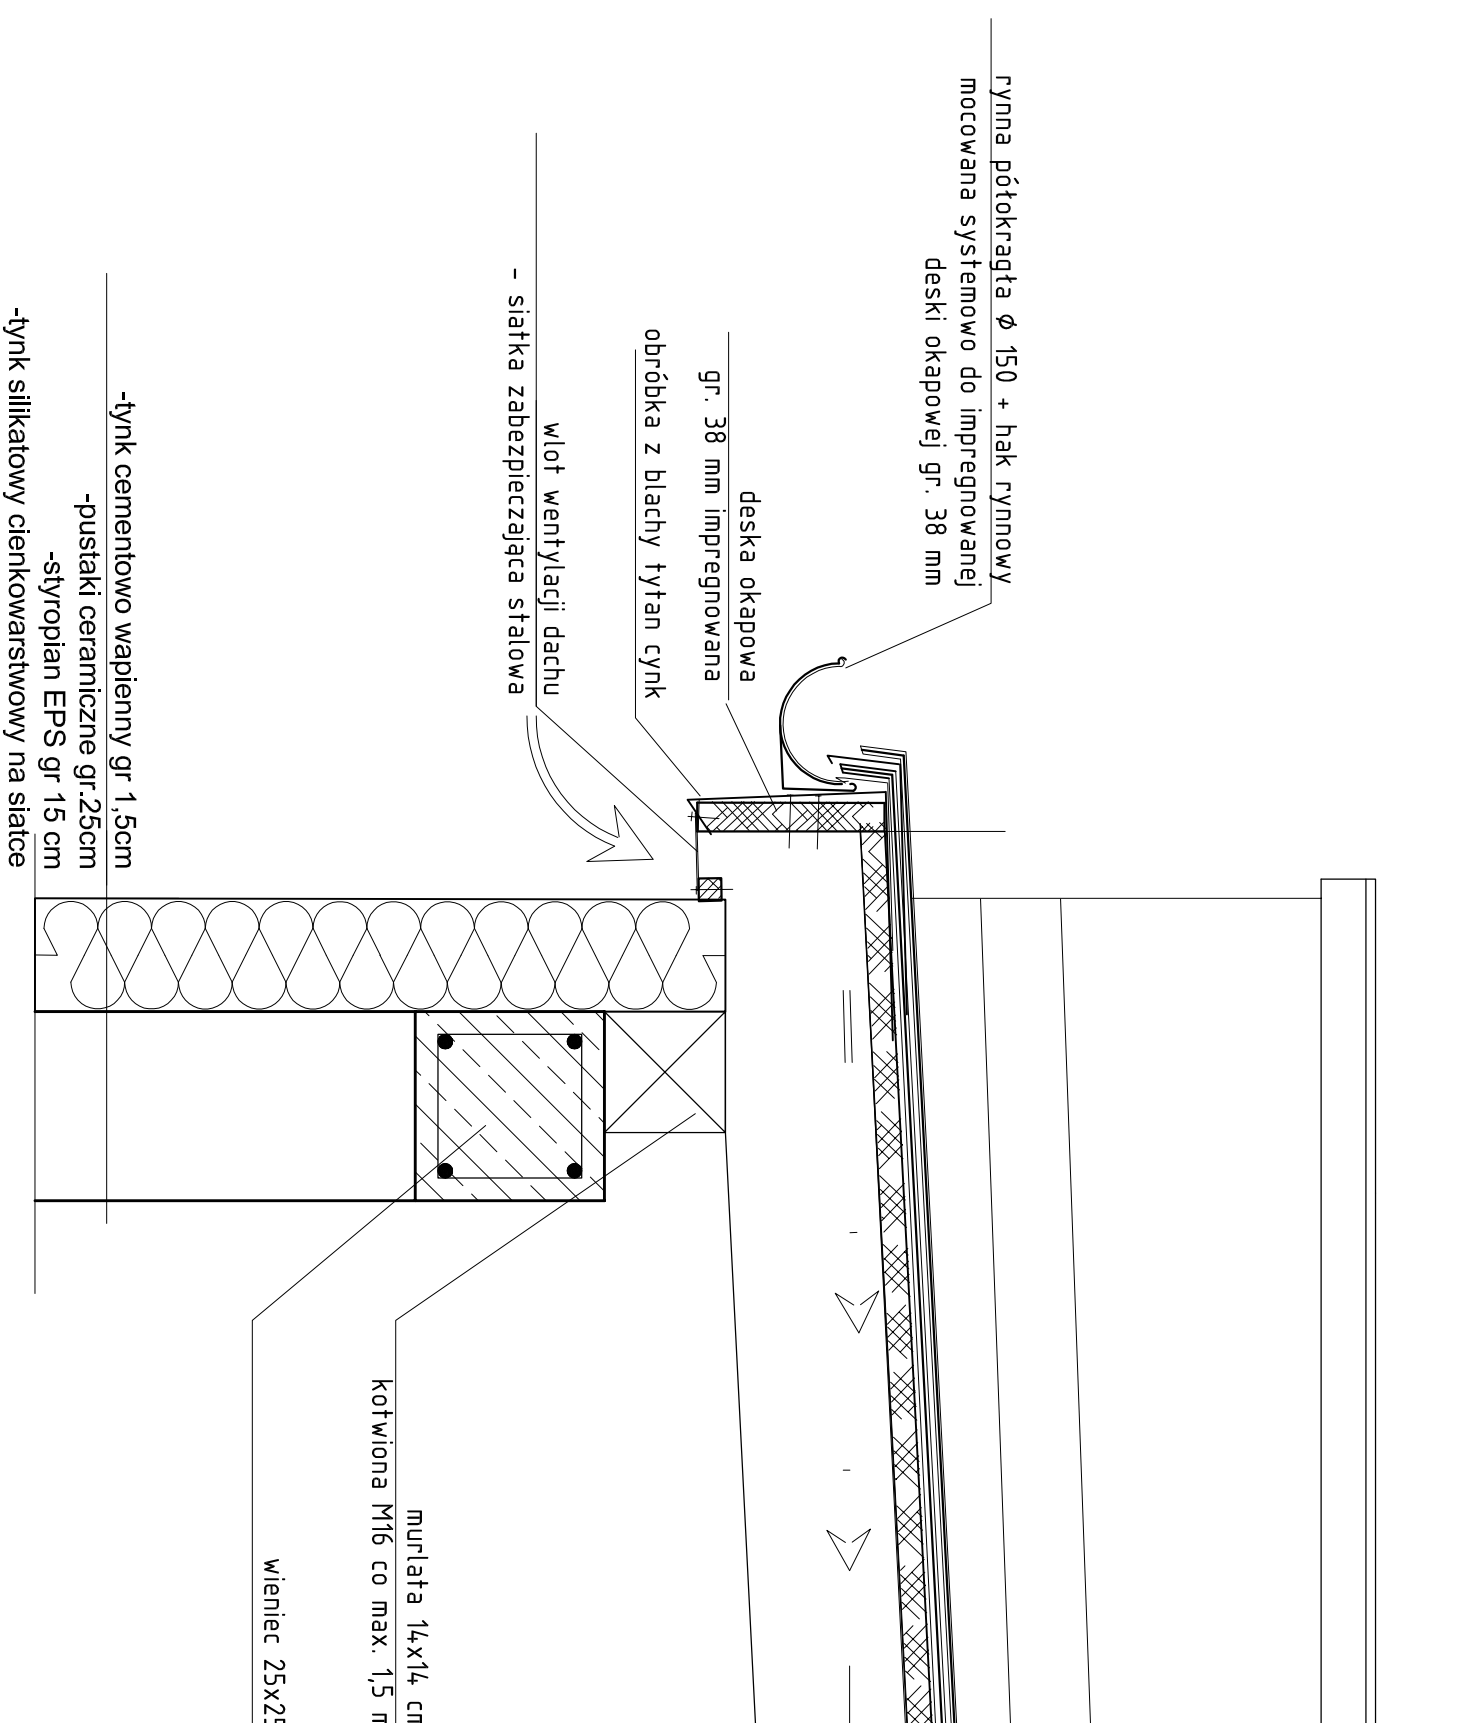 rynna półokrągła ø 150 + hak rynnowy
mocowana systemowo do impregnowanej
deski okapowej gr. 38 mm
deska okapowa
gr. 38 mm impregnowana
obróbka z blachy tytan cynk
wlot wentylacji dachu
- siatka zabezpieczająca stalowa
-tynk cementowo wapienny gr 1,5cm
-pustaki ceramiczne gr.25cm
-styropian EPS gr 15 cm
-tynk silikatowy cienkowarstwowy na siatce
murłata 14x14 cm
kotwiona M16 co max. 1,5 m
wieniec 25x25